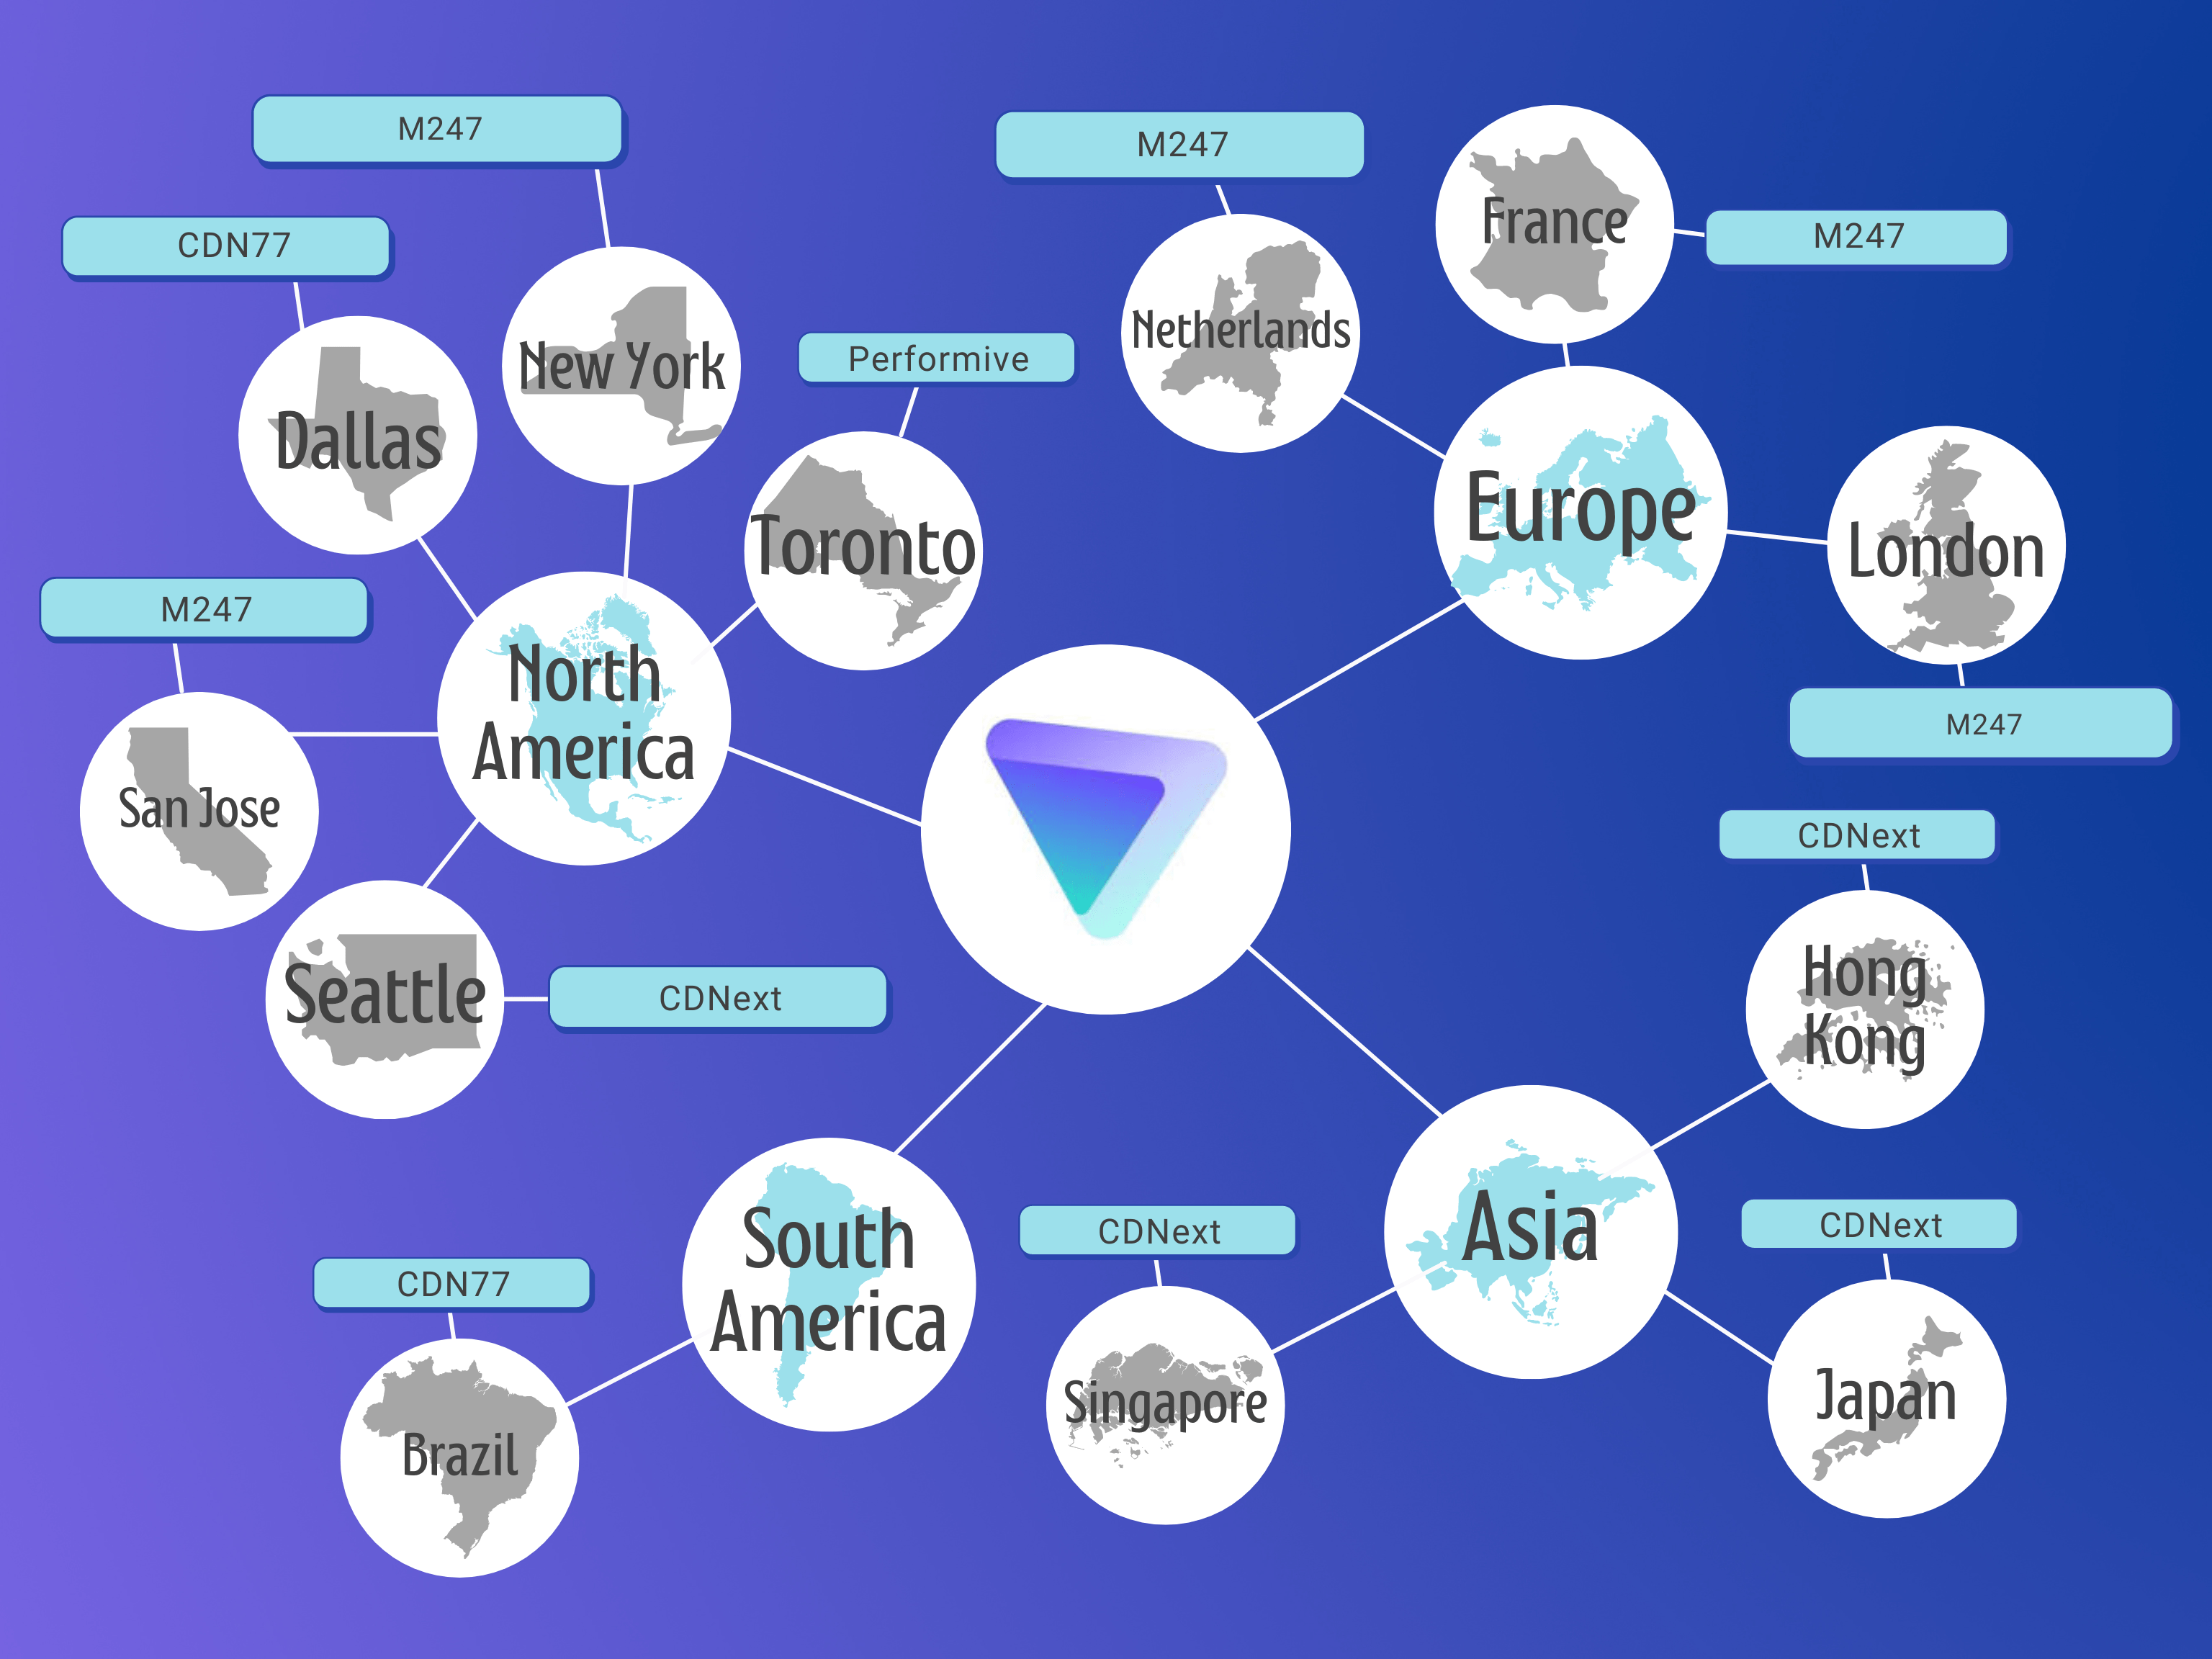 M247
CDN77
New York
Dallas
Performive
Toronto
M247
San Jose
North
America
Seattle
CDNext
M247
Netherlands
France
M247
Europe
London
M247
CDNext
Hong
Kong
Asia
CDNext
Japan
CDNext
Singapore
South
America
CDN77
Brazil